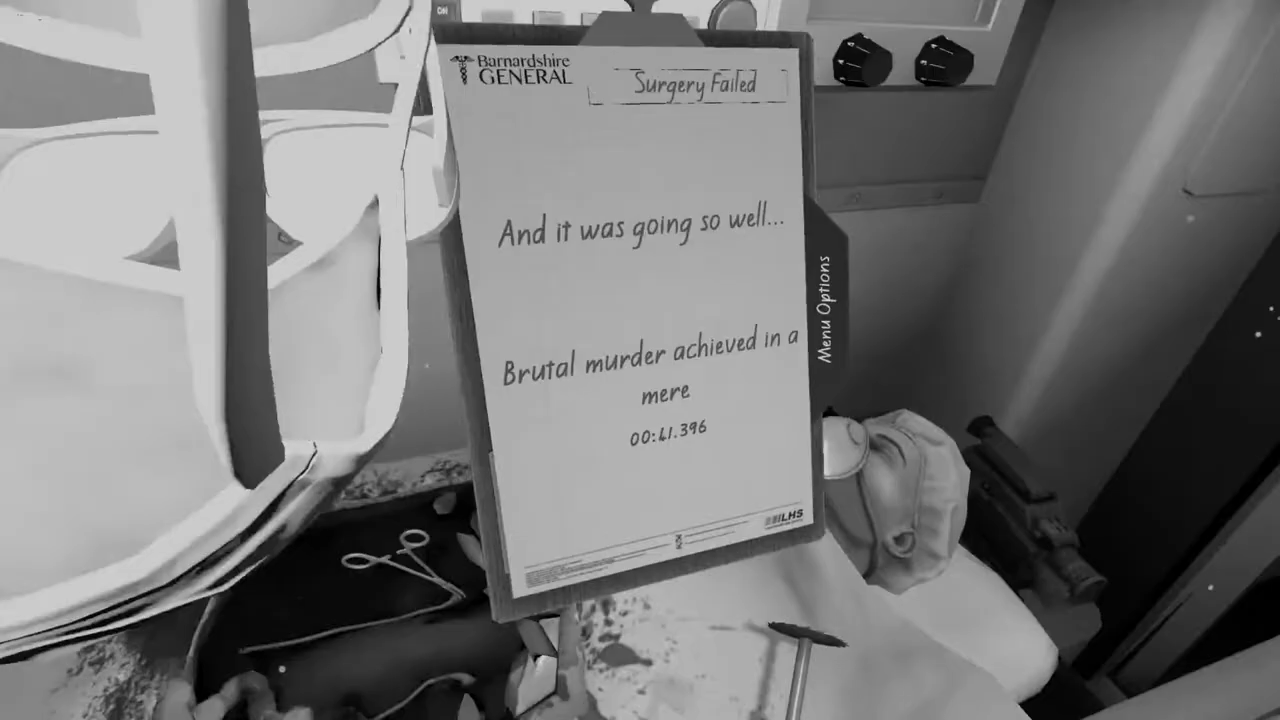 Barnardshire
GENERAL
Surgery Failed
And it was going so well...
Brutal murder achieved in a
mere
00:41.396
Menu Options
LHS